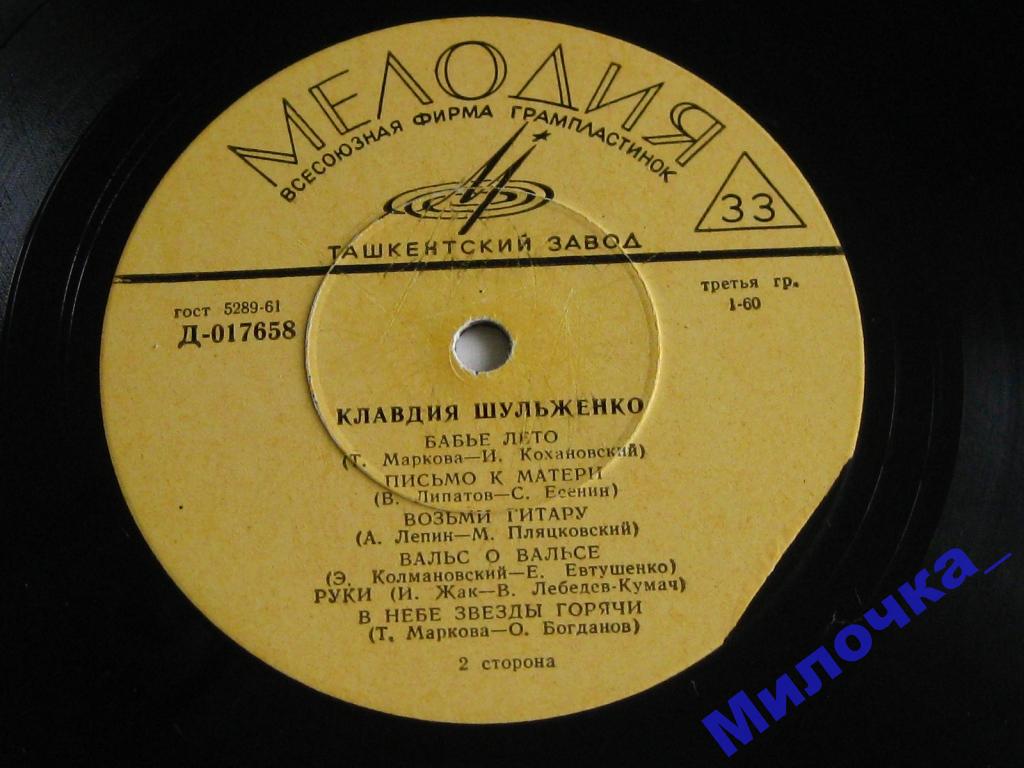 МЕЛОДИЯ
ВСЕСОЮЗНАЯ ФИРМА ГРАМПЛАСТИНОК
33
ТАШКЕНТСКИЙ ЗАВОД
гост 5289-61
Д-017658
третья гр.
1-60
КЛАВДИЯ ШУЛЬЖЕНКО
БАБЬЕ ЛЕТО
(Т. Маркова—И. Кохановский)
ПИСЬМО К МАТЕРИ
(В. Липатов—С. Есенин)
ВОЗЬМИ ГИТАРУ
(А. Лепин—М. Пляцковский)
ВАЛЬС О ВАЛЬСЕ
(Э. Колмановский—Е. Евтушенко)
РУКИ (И. Жак—В. Лебедев-Кумач)
В НЕБЕ ЗВЕЗДЫ ГОРЯЧИ
(Т. Маркова—О. Богданов)
2 сторона
Милочка_